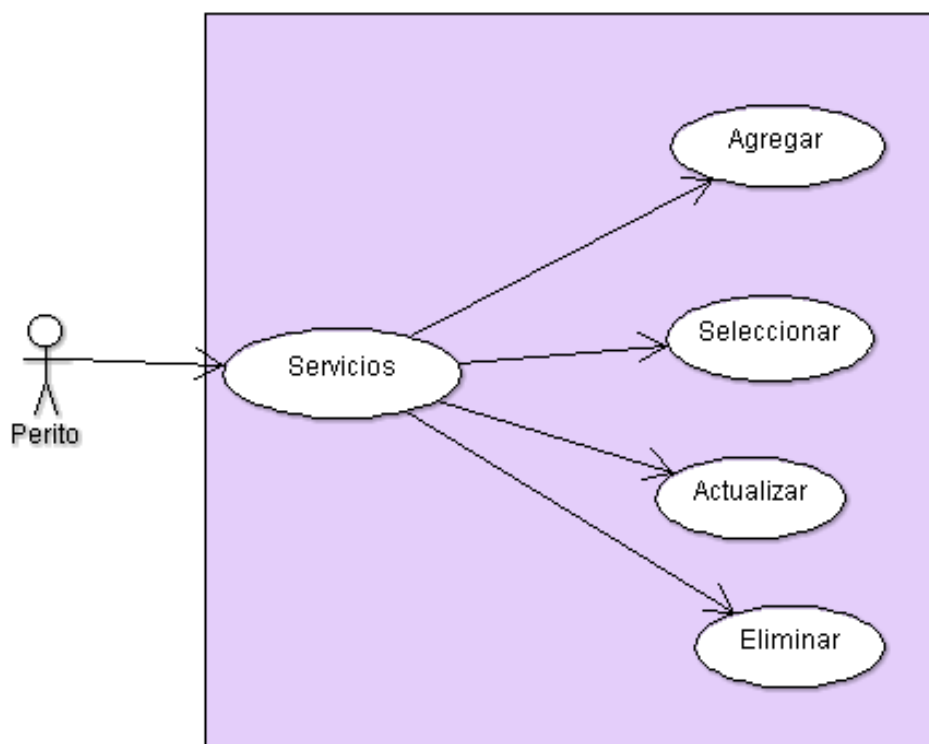 Agregar
Seleccionar
Servicios
Perito
Actualizar
Eliminar